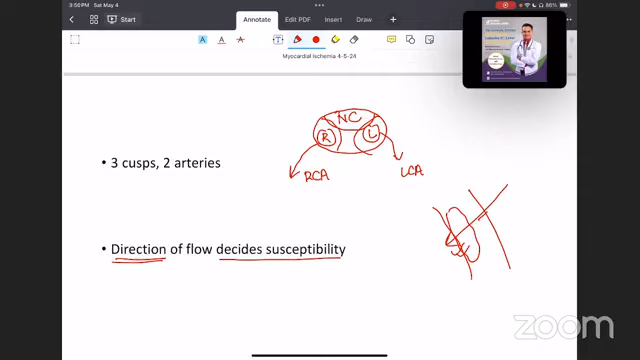 3:56 PM Sat May 4
86%
Start
Annotate
Edit PDF
Insert
Draw
Myocardial Ischemia 4-5-24
NC
R
L
RCA
LCA
• 3 cusps, 2 arteries
• Direction of flow decides susceptibility
zoom